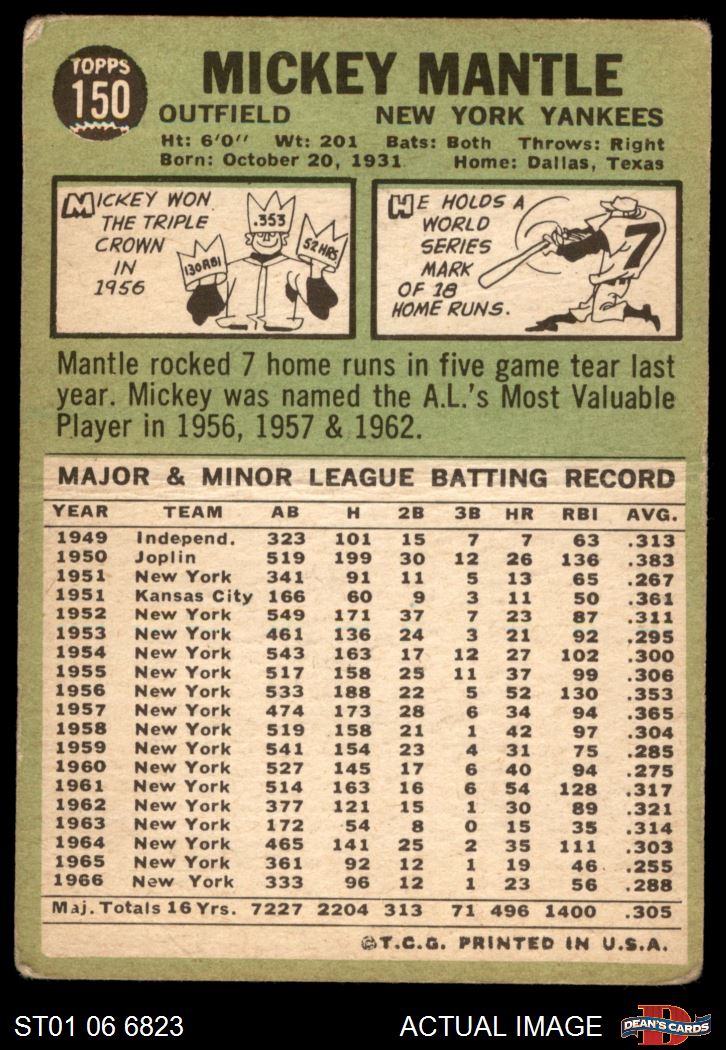 TOPPS
150
MICKEY MANTLE
OUTFIELD NEW YORK YANKEES
Ht: 6'0" Wt: 201 Bats: Both Throws: Right
Born: October 20, 1931 Home: Dallas, Texas
MICKEY WON
THE TRIPLE
CROWN
IN
1956
.353
130 RBI
52 HRS
HE HOLDS A
WORLD
SERIES
MARK
OF 18
HOME RUNS.
7
Mantle rocked 7 home runs in five game tear last
year. Mickey was named the A.L.'s Most Valuable
Player in 1956, 1957 & 1962.
MAJOR & MINOR LEAGUE BATTING RECORD
YEAR TEAM AB H 2B 3B HR RBI AVG.
1949 Independ. 323 101 15 7 7 63 .313
1950 Joplin 519 199 30 12 26 136 .383
1951 New York 341 91 11 5 13 65 .267
1951 Kansas City 166 60 9 3 11 50 .361
1952 New York 549 171 37 7 23 87 .311
1953 New York 461 136 24 3 21 92 .295
1954 New York 543 163 17 12 27 102 .300
1955 New York 517 158 25 11 37 99 .306
1956 New York 533 188 22 5 52 130 .353
1957 New York 474 173 28 6 34 94 .365
1958 New York 519 158 21 1 42 97 .304
1959 New York 541 154 23 4 31 75 .285
1960 New York 527 145 17 6 40 94 .275
1961 New York 514 163 16 6 54 128 .317
1962 New York 377 121 15 1 30 89 .321
1963 New York 172 54 8 0 15 35 .314
1964 New York 465 141 25 2 35 111 .303
1965 New York 361 92 12 1 19 46 .255
1966 New York 333 96 12 1 23 56 .288
Maj. Totals 16 Yrs. 7227 2204 313 71 496 1400 .305
©T.C.G. PRINTED IN U.S.A.
ST01 06 6823 ACTUAL IMAGE
D
DEAN'S CARDS